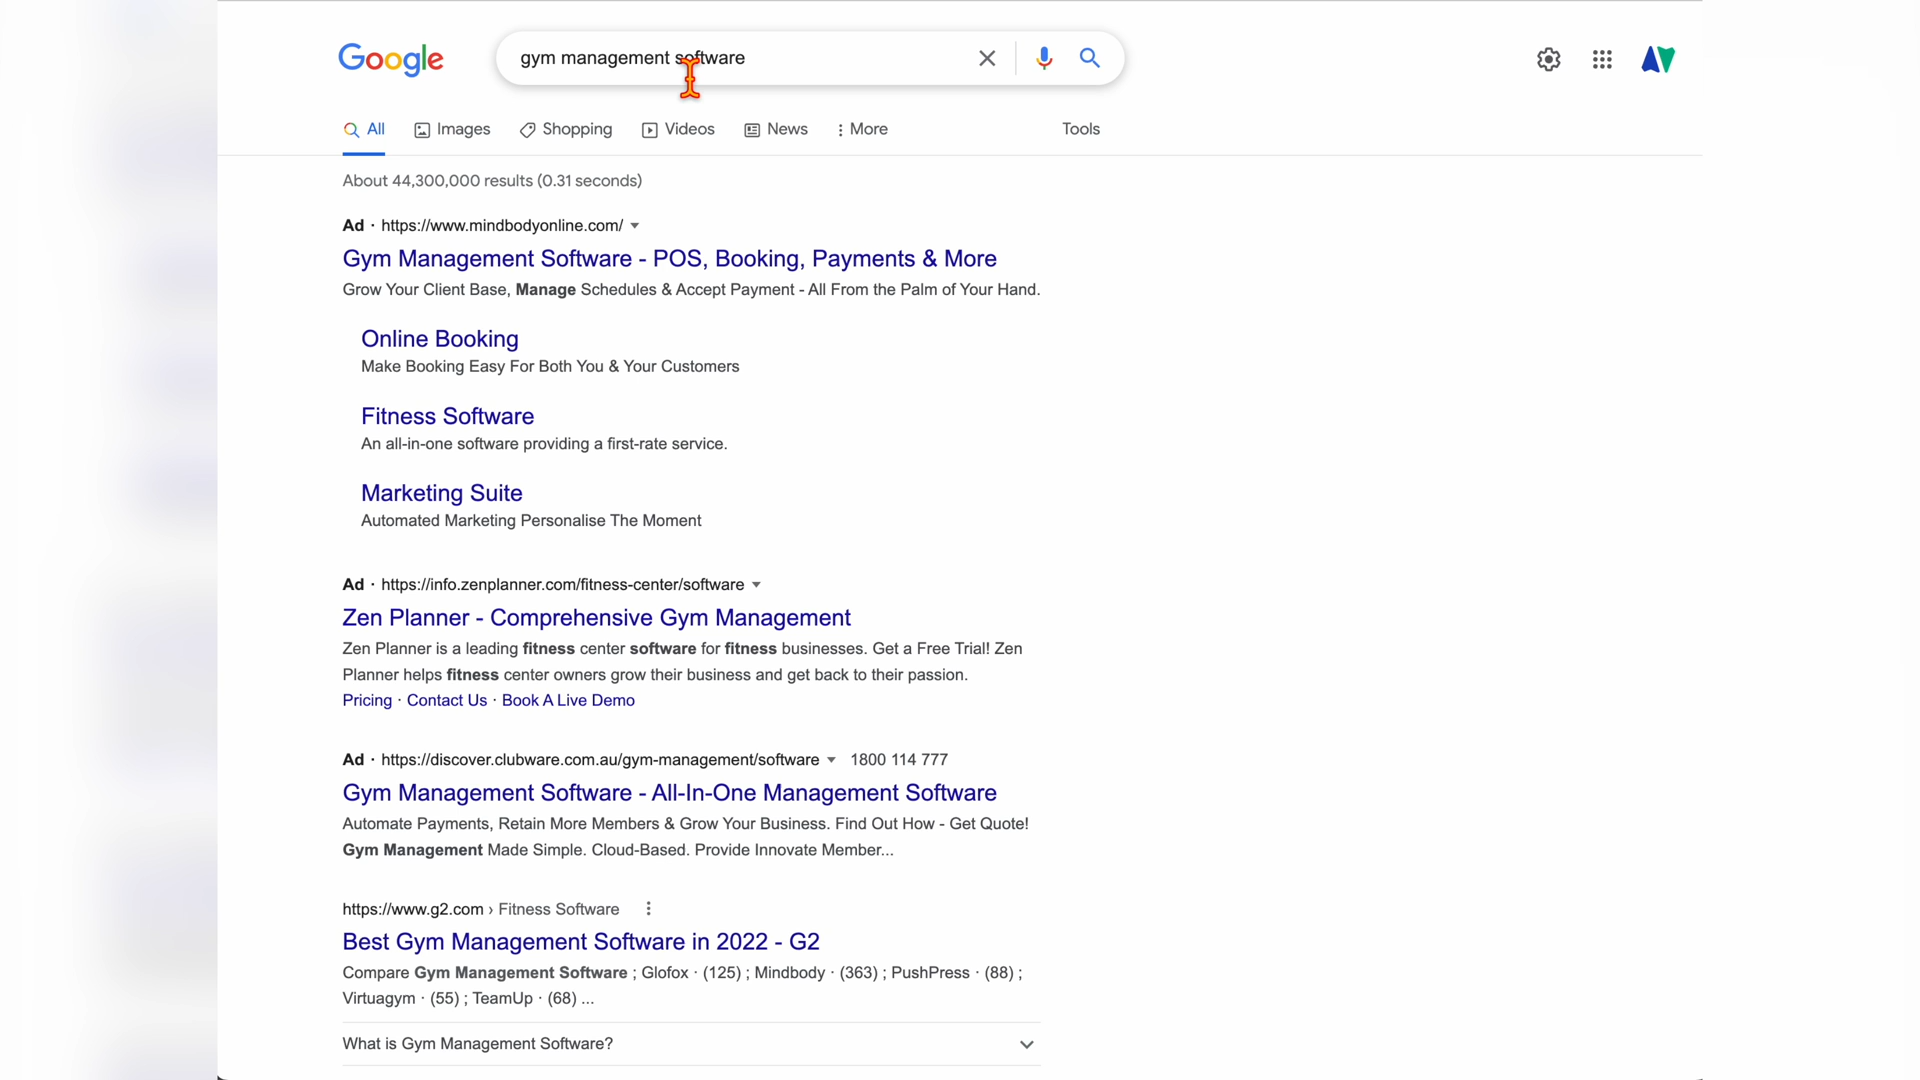 Google
gym management software
All
Images
Shopping
Videos
News
More
Tools
About 44,300,000 results (0.31 seconds)
Ad · https://www.mindbodyonline.com/
Gym Management Software - POS, Booking, Payments & More
Grow Your Client Base, Manage Schedules & Accept Payment - All From the Palm of Your Hand.
Online Booking
Make Booking Easy For Both You & Your Customers
Fitness Software
An all-in-one software providing a first-rate service.
Marketing Suite
Automated Marketing Personalise The Moment
Ad · https://info.zenplanner.com/fitness-center/software
Zen Planner - Comprehensive Gym Management
Zen Planner is a leading fitness center software for fitness businesses. Get a Free Trial! Zen
Planner helps fitness center owners grow their business and get back to their passion.
Pricing · Contact Us · Book A Live Demo
Ad · https://discover.clubware.com.au/gym-management/software 1800 114 777
Gym Management Software - All-In-One Management Software
Automate Payments, Retain More Members & Grow Your Business. Find Out How - Get Quote!
Gym Management Made Simple. Cloud-Based. Provide Innovate Member...
https://www.g2.com › Fitness Software
Best Gym Management Software in 2022 - G2
Compare Gym Management Software ; Glofox · (125) ; Mindbody · (363) ; PushPress · (88) ;
Virtuagym · (55) ; TeamUp · (68) ...
What is Gym Management Software?